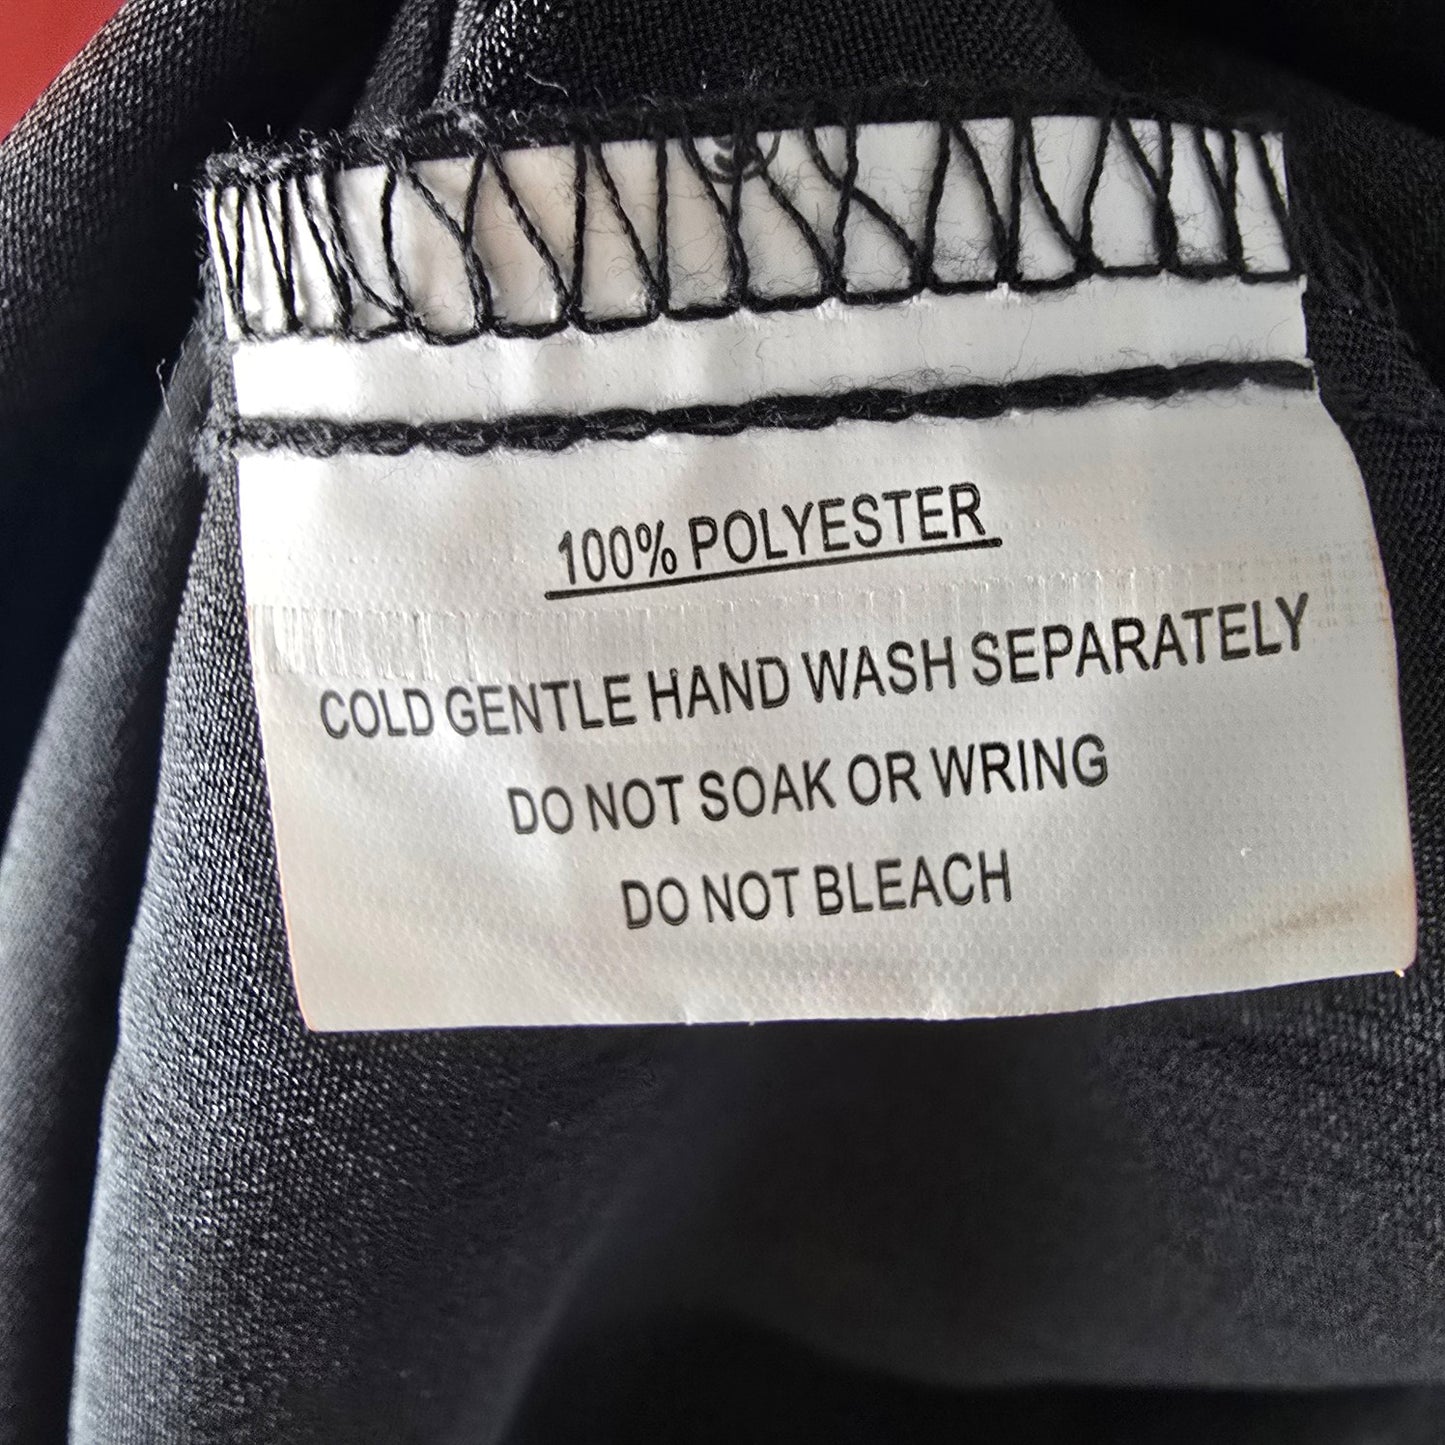 100% POLYESTER
COLD GENTLE HAND WASH SEPARATELY
DO NOT SOAK OR WRING
DO NOT BLEACH